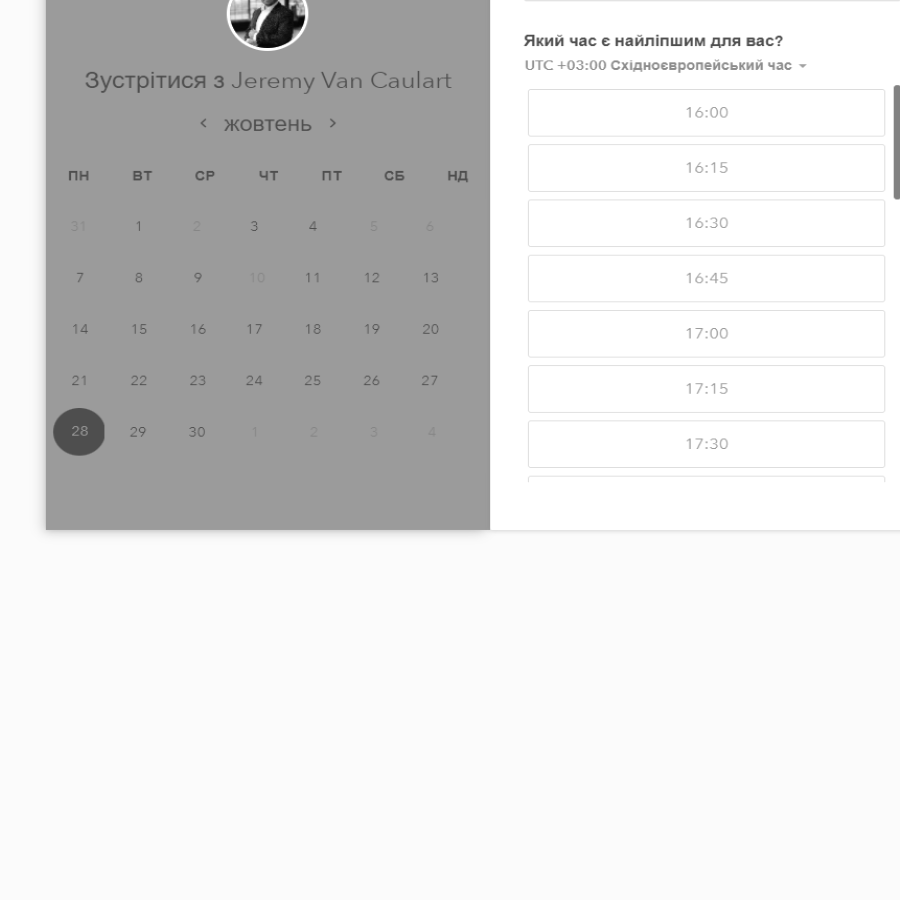 Зустрітися з Jeremy Van Caulart
жовтень
ПН ВТ СР ЧТ ПТ СБ НД
31 1 2 3 4 5 6
7 8 9 10 11 12 13
14 15 16 17 18 19 20
21 22 23 24 25 26 27
28 29 30 1 2 3 4
Який час є найліпшим для вас?
UTC +03:00 Східноєвропейський час
16:00
16:15
16:30
16:45
17:00
17:15
17:30